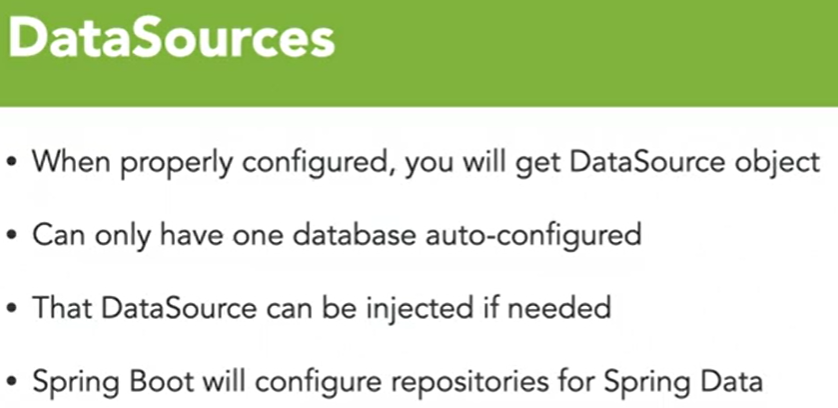 DataSources
• When properly configured, you will get DataSource object
• Can only have one database auto-configured
• That DataSource can be injected if needed
• Spring Boot will configure repositories for Spring Data